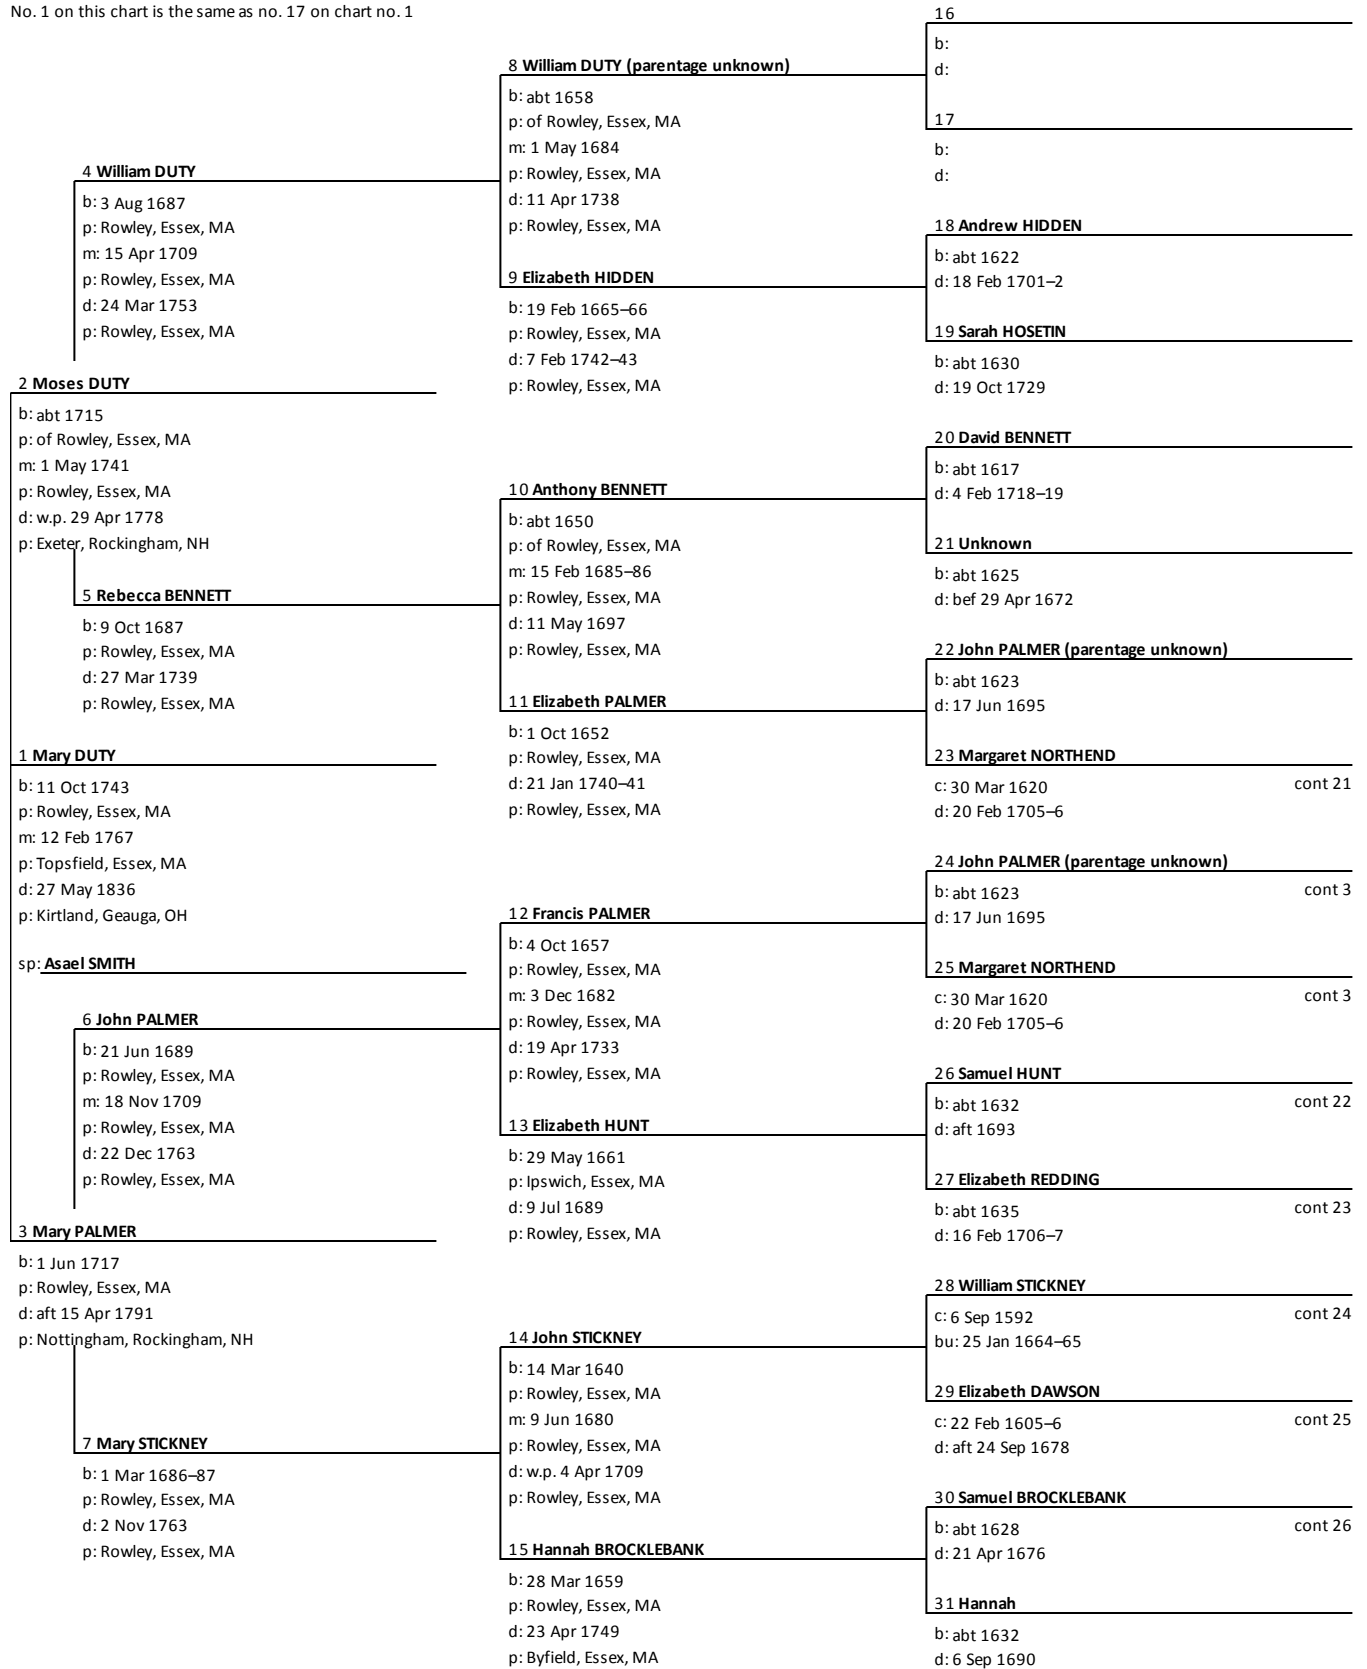 No. 1 on this chart is the same as no. 17 on chart no. 1
4 William DUTY
b: 3 Aug 1687
p: Rowley, Essex, MA
m: 15 Apr 1709
p: Rowley, Essex, MA
d: 24 Mar 1753
p: Rowley, Essex, MA
2 Moses DUTY
b: abt 1715
p: of Rowley, Essex, MA
m: 1 May 1741
p: Rowley, Essex, MA
d: w.p. 29 Apr 1778
p: Exeter, Rockingham, NH
5 Rebecca BENNETT
b: 9 Oct 1687
p: Rowley, Essex, MA
d: 27 Mar 1739
p: Rowley, Essex, MA
1 Mary DUTY
b: 11 Oct 1743
p: Rowley, Essex, MA
m: 12 Feb 1767
p: Topsfield, Essex, MA
d: 27 May 1836
p: Kirtland, Geauga, OH
sp: Asael SMITH
6 John PALMER
b: 21 Jun 1689
p: Rowley, Essex, MA
m: 18 Nov 1709
p: Rowley, Essex, MA
d: 22 Dec 1763
p: Rowley, Essex, MA
3 Mary PALMER
b: 1 Jun 1717
p: Rowley, Essex, MA
d: aft 15 Apr 1791
p: Nottingham, Rockingham, NH
7 Mary STICKNEY
b: 1 Mar 1686–87
p: Rowley, Essex, MA
d: 2 Nov 1763
p: Rowley, Essex, MA
8 William DUTY (parentage unknown)
b: abt 1658
p: of Rowley, Essex, MA
m: 1 May 1684
p: Rowley, Essex, MA
d: 11 Apr 1738
p: Rowley, Essex, MA
9 Elizabeth HIDDEN
b: 19 Feb 1665–66
p: Rowley, Essex, MA
d: 7 Feb 1742–43
p: Rowley, Essex, MA
10 Anthony BENNETT
b: abt 1650
p: of Rowley, Essex, MA
m: 15 Feb 1685–86
p: Rowley, Essex, MA
d: 11 May 1697
p: Rowley, Essex, MA
11 Elizabeth PALMER
b: 1 Oct 1652
p: Rowley, Essex, MA
d: 21 Jan 1740–41
p: Rowley, Essex, MA
12 Francis PALMER
b: 4 Oct 1657
p: Rowley, Essex, MA
m: 3 Dec 1682
p: Rowley, Essex, MA
d: 19 Apr 1733
p: Rowley, Essex, MA
13 Elizabeth HUNT
b: 29 May 1661
p: Ipswich, Essex, MA
d: 9 Jul 1689
p: Rowley, Essex, MA
14 John STICKNEY
b: 14 Mar 1640
p: Rowley, Essex, MA
m: 9 Jun 1680
p: Rowley, Essex, MA
d: w.p. 4 Apr 1709
p: Rowley, Essex, MA
15 Hannah BROCKLEBANK
b: 28 Mar 1659
p: Rowley, Essex, MA
d: 23 Apr 1749
p: Byfield, Essex, MA
16
b:
d:
17
b:
d:
18 Andrew HIDDEN
b: abt 1622
d: 18 Feb 1701–2
19 Sarah HOSETIN
b: abt 1630
d: 19 Oct 1729
20 David BENNETT
b: abt 1617
d: 4 Feb 1718–19
21 Unknown
b: abt 1625
d: bef 29 Apr 1672
22 John PALMER (parentage unknown)
b: abt 1623
d: 17 Jun 1695
23 Margaret NORTHEND
c: 30 Mar 1620 cont 21
d: 20 Feb 1705–6
24 John PALMER (parentage unknown)
b: abt 1623 cont 3
d: 17 Jun 1695
25 Margaret NORTHEND
c: 30 Mar 1620 cont 3
d: 20 Feb 1705–6
26 Samuel HUNT
b: abt 1632 cont 22
d: aft 1693
27 Elizabeth REDDING
b: abt 1635 cont 23
d: 16 Feb 1706–7
28 William STICKNEY
c: 6 Sep 1592 cont 24
bu: 25 Jan 1664–65
29 Elizabeth DAWSON
c: 22 Feb 1605–6 cont 25
d: aft 24 Sep 1678
30 Samuel BROCKLEBANK
b: abt 1628 cont 26
d: 21 Apr 1676
31 Hannah
b: abt 1632
d: 6 Sep 1690